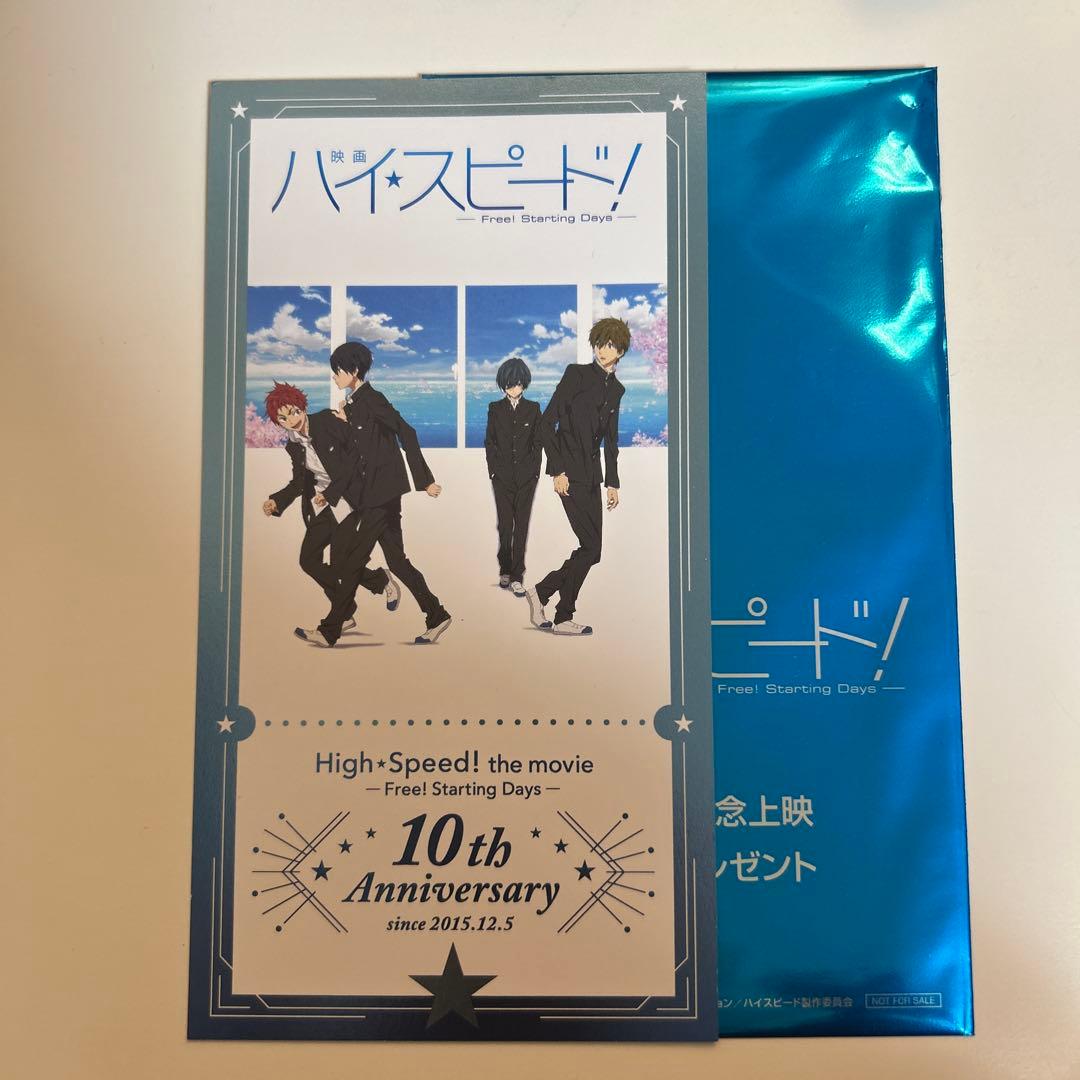 映画
ハイ★スピード!
— Free! Starting Days —
High★Speed! the movie
— Free! Starting Days —
10th
Anniversary
since 2015.12.5
ピード!
Free! Starting Days —
念上映
レゼント
ョン/ハイスピード製作委員会
NOT FOR SALE